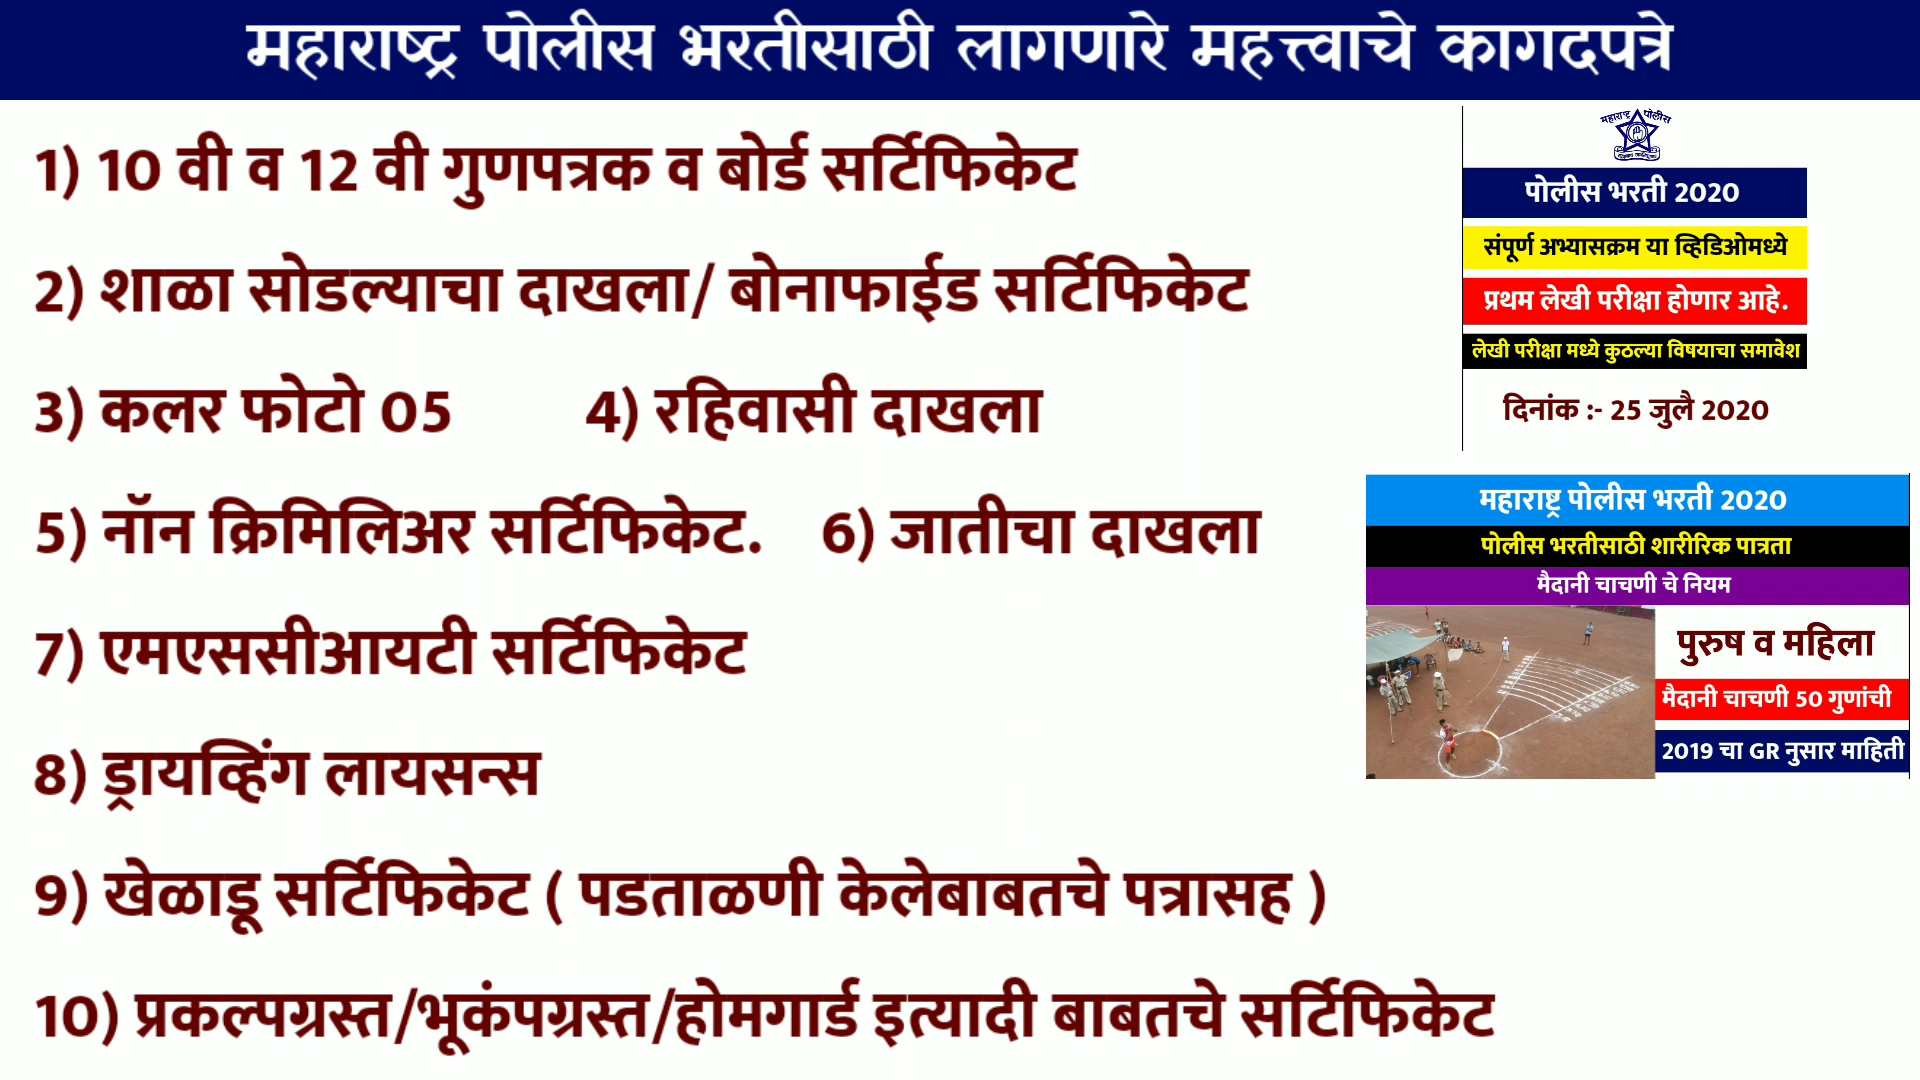 महाराष्ट्र पोलीस भरतीसाठी लागणारे महत्त्वाचे कागदपत्रे
1) 10 वी व 12 वी गुणपत्रक व बोर्ड सर्टिफिकेट
2) शाळा सोडल्याचा दाखला/ बोनाफाईड सर्टिफिकेट
3) कलर फोटो 05 4) रहिवासी दाखला
5) नॉन क्रिमिलिअर सर्टिफिकेट. 6) जातीचा दाखला
7) एमएससीआयटी सर्टिफिकेट
8) ड्रायव्हिंग लायसन्स
9) खेळाडू सर्टिफिकेट ( पडताळणी केलेबाबतचे पत्रासह )
10) प्रकल्पग्रस्त/भूकंपग्रस्त/होमगार्ड इत्यादी बाबतचे सर्टिफिकेट
महाराष्ट्र पोलीस
पोलीस भरती 2020
संपूर्ण अभ्यासक्रम या व्हिडिओमध्ये
प्रथम लेखी परीक्षा होणार आहे.
लेखी परीक्षा मध्ये कुठल्या विषयाचा समावेश
दिनांक :- 25 जुलै 2020
महाराष्ट्र पोलीस भरती 2020
पोलीस भरतीसाठी शारीरिक पात्रता
मैदानी चाचणी चे नियम
पुरुष व महिला
मैदानी चाचणी 50 गुणांची
2019 चा GR नुसार माहिती